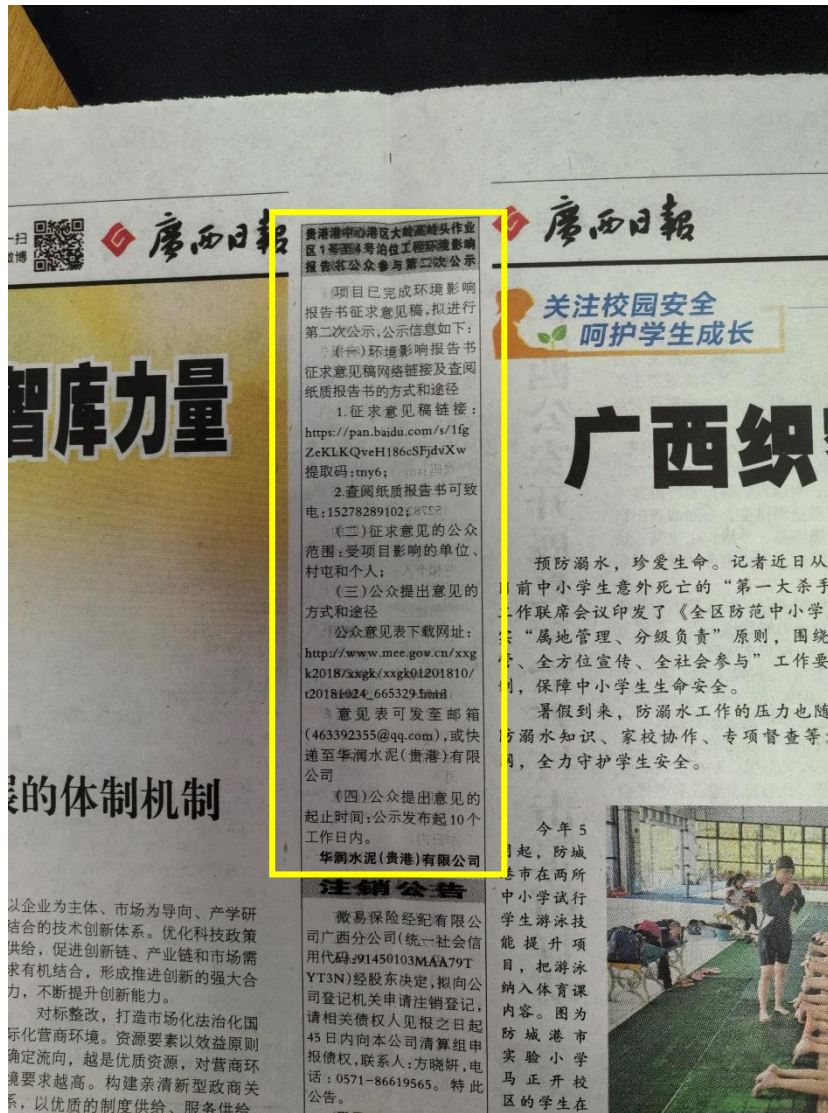 一扫
微博
廣西日報
智库力量
展的体制机制
以企业为主体、市场为导向、产学研
结合的技术创新体系。优化科技政策
供给，促进创新链、产业链和市场需
求有机结合，形成推进创新的强大合
力，不断提升创新能力。
对标整改，打造市场化法治化国
际化营商环境。资源要素以效益原则
确定流向，越是优质资源，对营商环
境要求越高。构建亲清新型政商关
系，以优质的制度供给、服务供给、
贵港港中心港区大岭高岭头作业
区1号至4号泊位工程环境影响
报告书公众参与第二次公示
项目已完成环境影响
报告书征求意见稿,拟进行
第二次公示,公示信息如下:
(一)环境影响报告书
征求意见稿网络链接及查阅
纸质报告书的方式和途径
1.征求意见稿链接:
https://pan.baidu.com/s/1fg
ZeKLKQveH186cSFjdvXw
提取码:tny6;
2.查阅纸质报告书可致
电:15278289102;
(二)征求意见的公众
范围:受项目影响的单位、
村屯和个人;
(三)公众提出意见的
方式和途径
公众意见表下载网址:
http://www.mee.gov.cn/xxg
k2018/xxgk/xxgk01201810/
t20181024_665329.html
意见表可发至邮箱
(463392355@qq.com),或快
递至华润水泥(贵港)有限
公司
(四)公众提出意见的
起止时间:公示发布起10个
工作日内。
华润水泥(贵港)有限公司
注销公告
微易保险经纪有限公
司广西分公司(统一社会信
用代码:91450103MAA79T
YT3N)经股东决定,拟向公
司登记机关申请注销登记,
请相关债权人见报之日起
45日内向本公司清算组申
报债权,联系人:方晓妍,电
话:0571-86619565。特此
公告。
廣西日報
关注校园安全
呵护学生成长
广西织
预防溺水，珍爱生命。记者近日从
目前中小学生意外死亡的“第一大杀手
工作联席会议印发了《全区防范中小学
实“属地管理、分级负责”原则，围绕
管、全方位宣传、全社会参与”工作要
制，保障中小学生生命安全。
暑假到来，防溺水工作的压力也随
防溺水知识、家校协作、专项督查等
网，全力守护学生安全。
今年5
月起，防城
港市在两所
中小学试行
学生游泳技
能提升项
目，把游泳
纳入体育课
内容。图为
防城港市
实验小学
马正开校
区的学生在